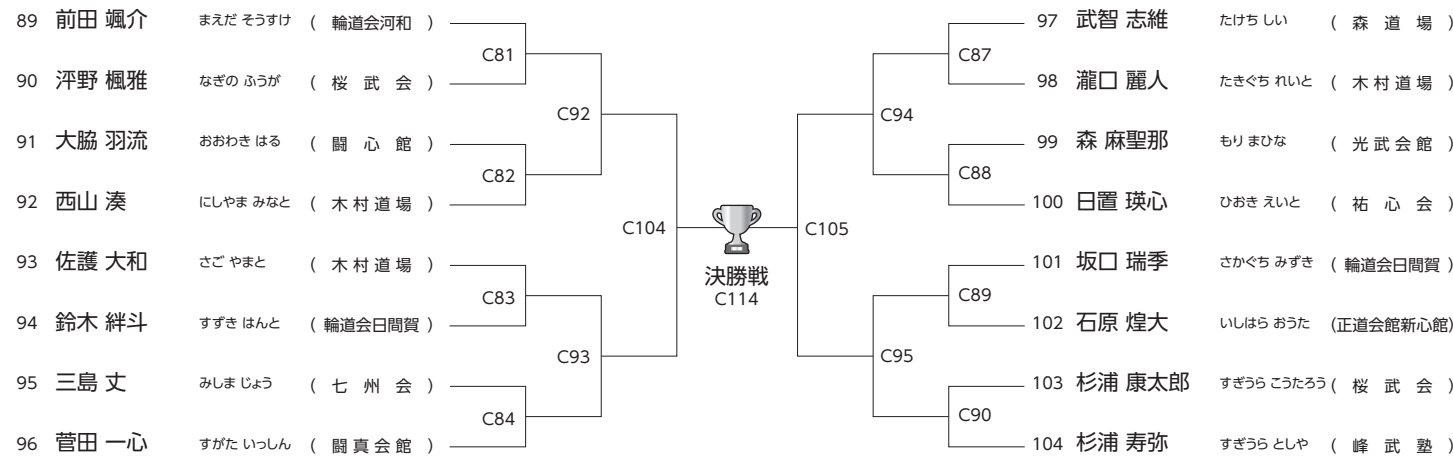 89 前田 颯介 まえだ そうすけ ( 輪道会河和 )
C81
90 泙野 楓雅 なぎの ふうが ( 桜 武 会 )
C92
91 大脇 羽流 おおわき はる ( 闘 心 館 )
C82
92 西山 湊 にしやま みなと ( 木村道場 )
C104
93 佐護 大和 さご やまと ( 木村道場 )
C83
94 鈴木 絆斗 すずき はんと ( 輪道会日間賀 )
C93
95 三島 丈 みしま じょう ( 七 州 会 )
C84
96 菅田 一心 すがた いっしん ( 闘真会館 )
決勝戦
C114
97 武智 志維 たけち しい ( 森 道 場 )
C87
98 瀧口 麗人 たきぐち れいと ( 木村道場 )
C94
99 森 麻聖那 もり まひな ( 光武会館 )
C88
100 日置 瑛心 ひおき えいと ( 祐 心 会 )
C105
101 坂口 瑞季 さかぐち みずき ( 輪道会日間賀 )
C89
102 石原 煌大 いしはら おうた (正道会館新心館)
C95
103 杉浦 康太郎 すぎうら こうたろう ( 桜 武 会 )
C90
104 杉浦 寿弥 すぎうら としや ( 峰 武 塾 )